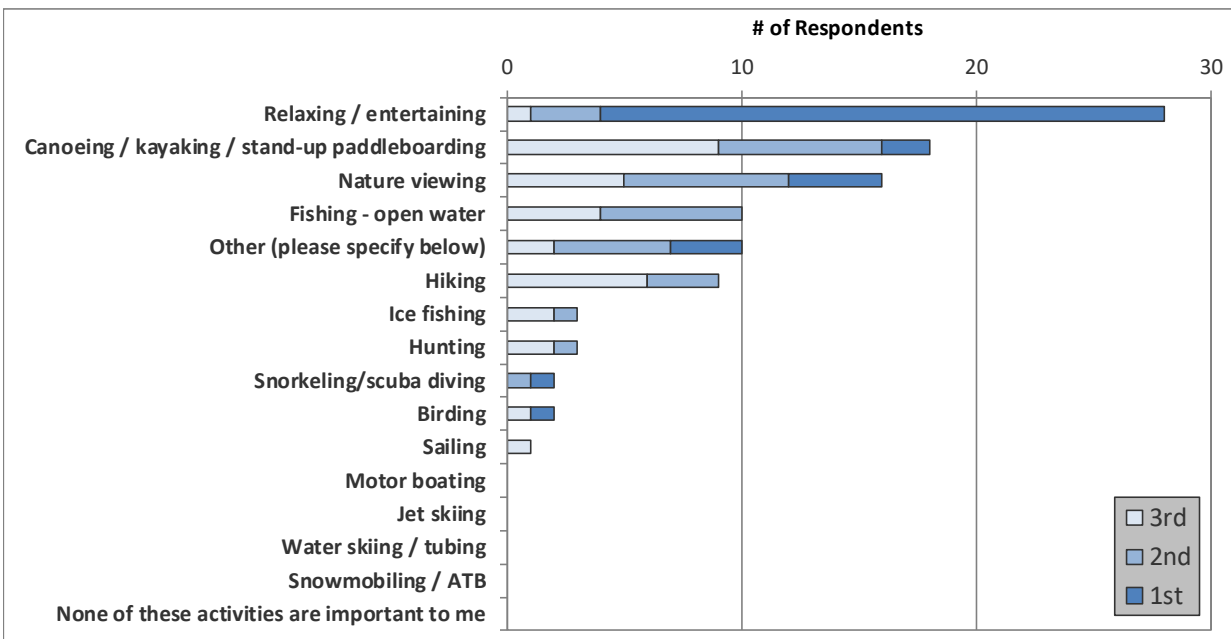 # of Respondents
0 10 20 30
Relaxing / entertaining
Canoeing / kayaking / stand-up paddleboarding
Nature viewing
Fishing - open water
Other (please specify below)
Hiking
Ice fishing
Hunting
Snorkeling/scuba diving
Birding
Sailing
Motor boating
Jet skiing
Water skiing / tubing
Snowmobiling / ATB
None of these activities are important to me
3rd
2nd
1st